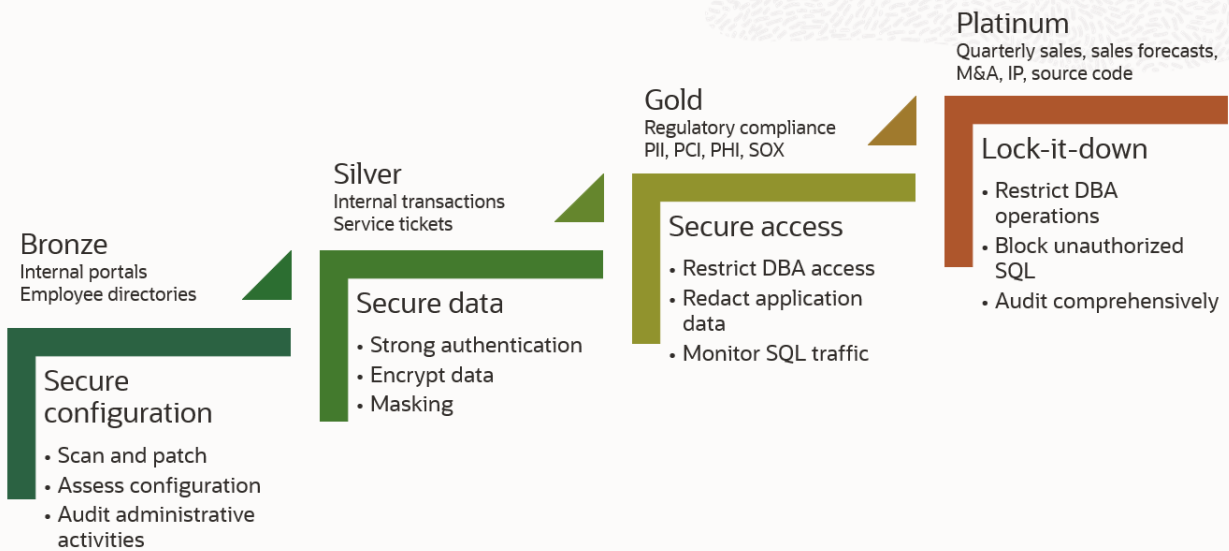 Bronze
Internal portals
Employee directories
Secure
configuration
• Scan and patch
• Assess configuration
• Audit administrative
activities
Silver
Internal transactions
Service tickets
Secure data
• Strong authentication
• Encrypt data
• Masking
Gold
Regulatory compliance
PII, PCI, PHI, SOX
Secure access
• Restrict DBA access
• Redact application
data
• Monitor SQL traffic
Platinum
Quarterly sales, sales forecasts,
M&A, IP, source code
Lock-it-down
• Restrict DBA
operations
• Block unauthorized
SQL
• Audit comprehensively